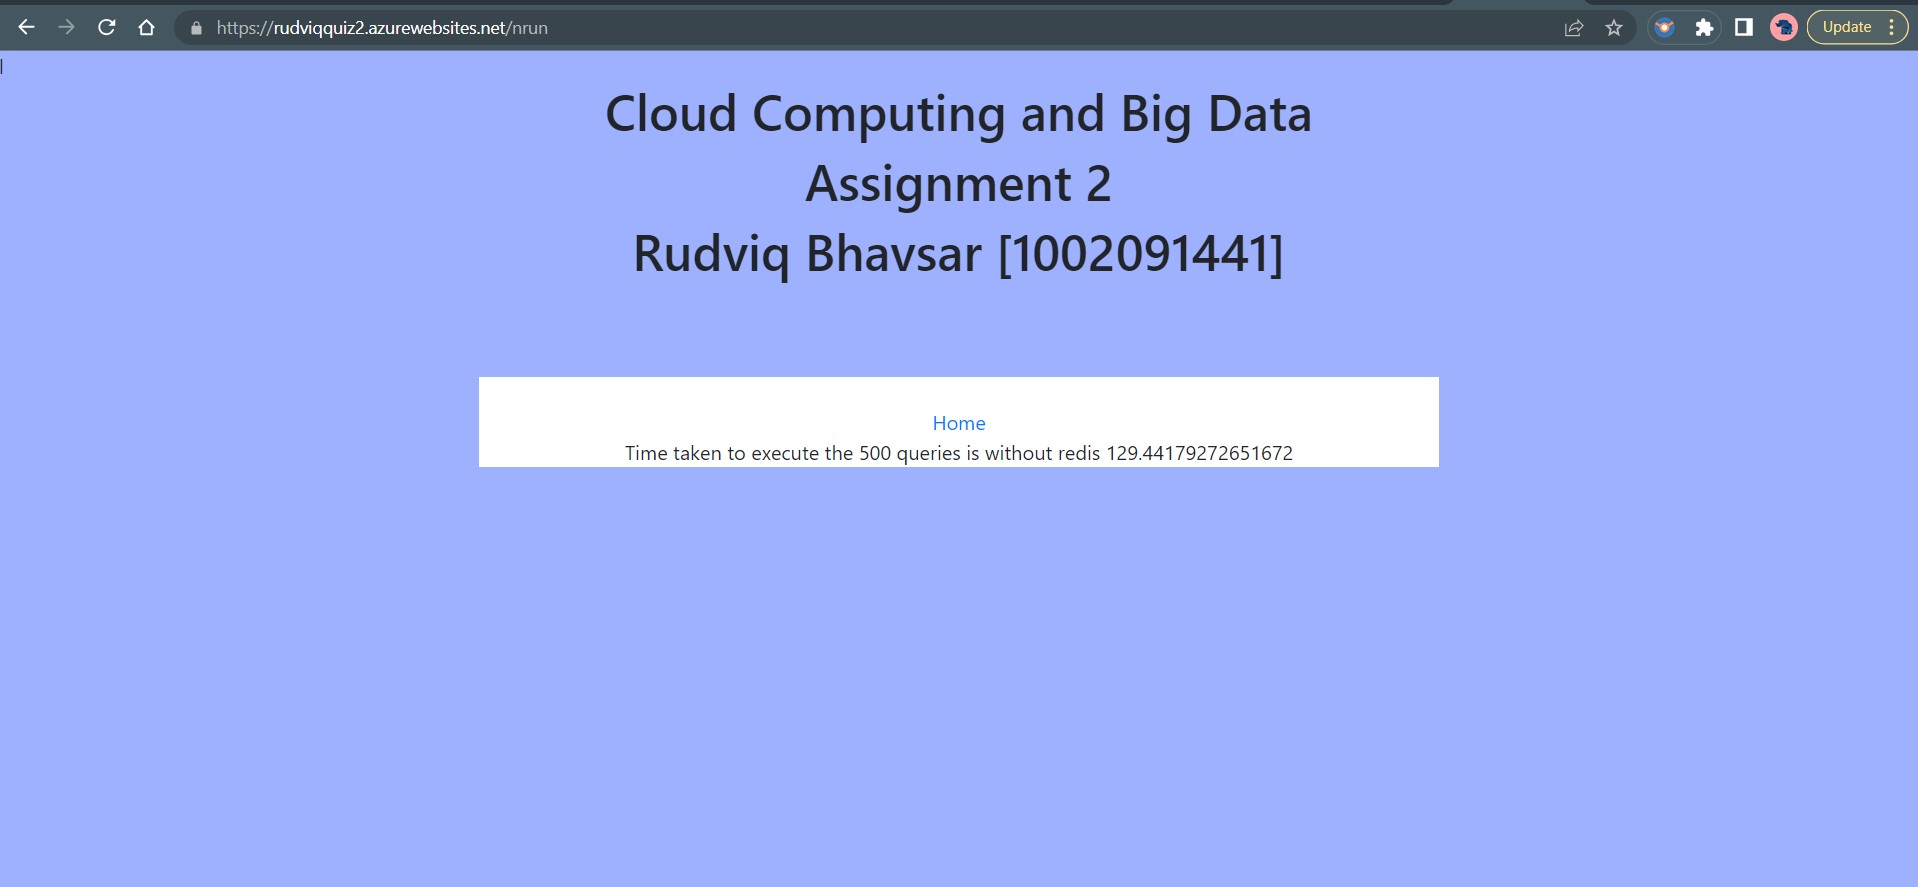 https://rudviqquiz2.azurewebsites.net/nrun
Update
Cloud Computing and Big Data
Assignment 2
Rudviq Bhavsar [1002091441]
Home
Time taken to execute the 500 queries is without redis 129.44179272651672